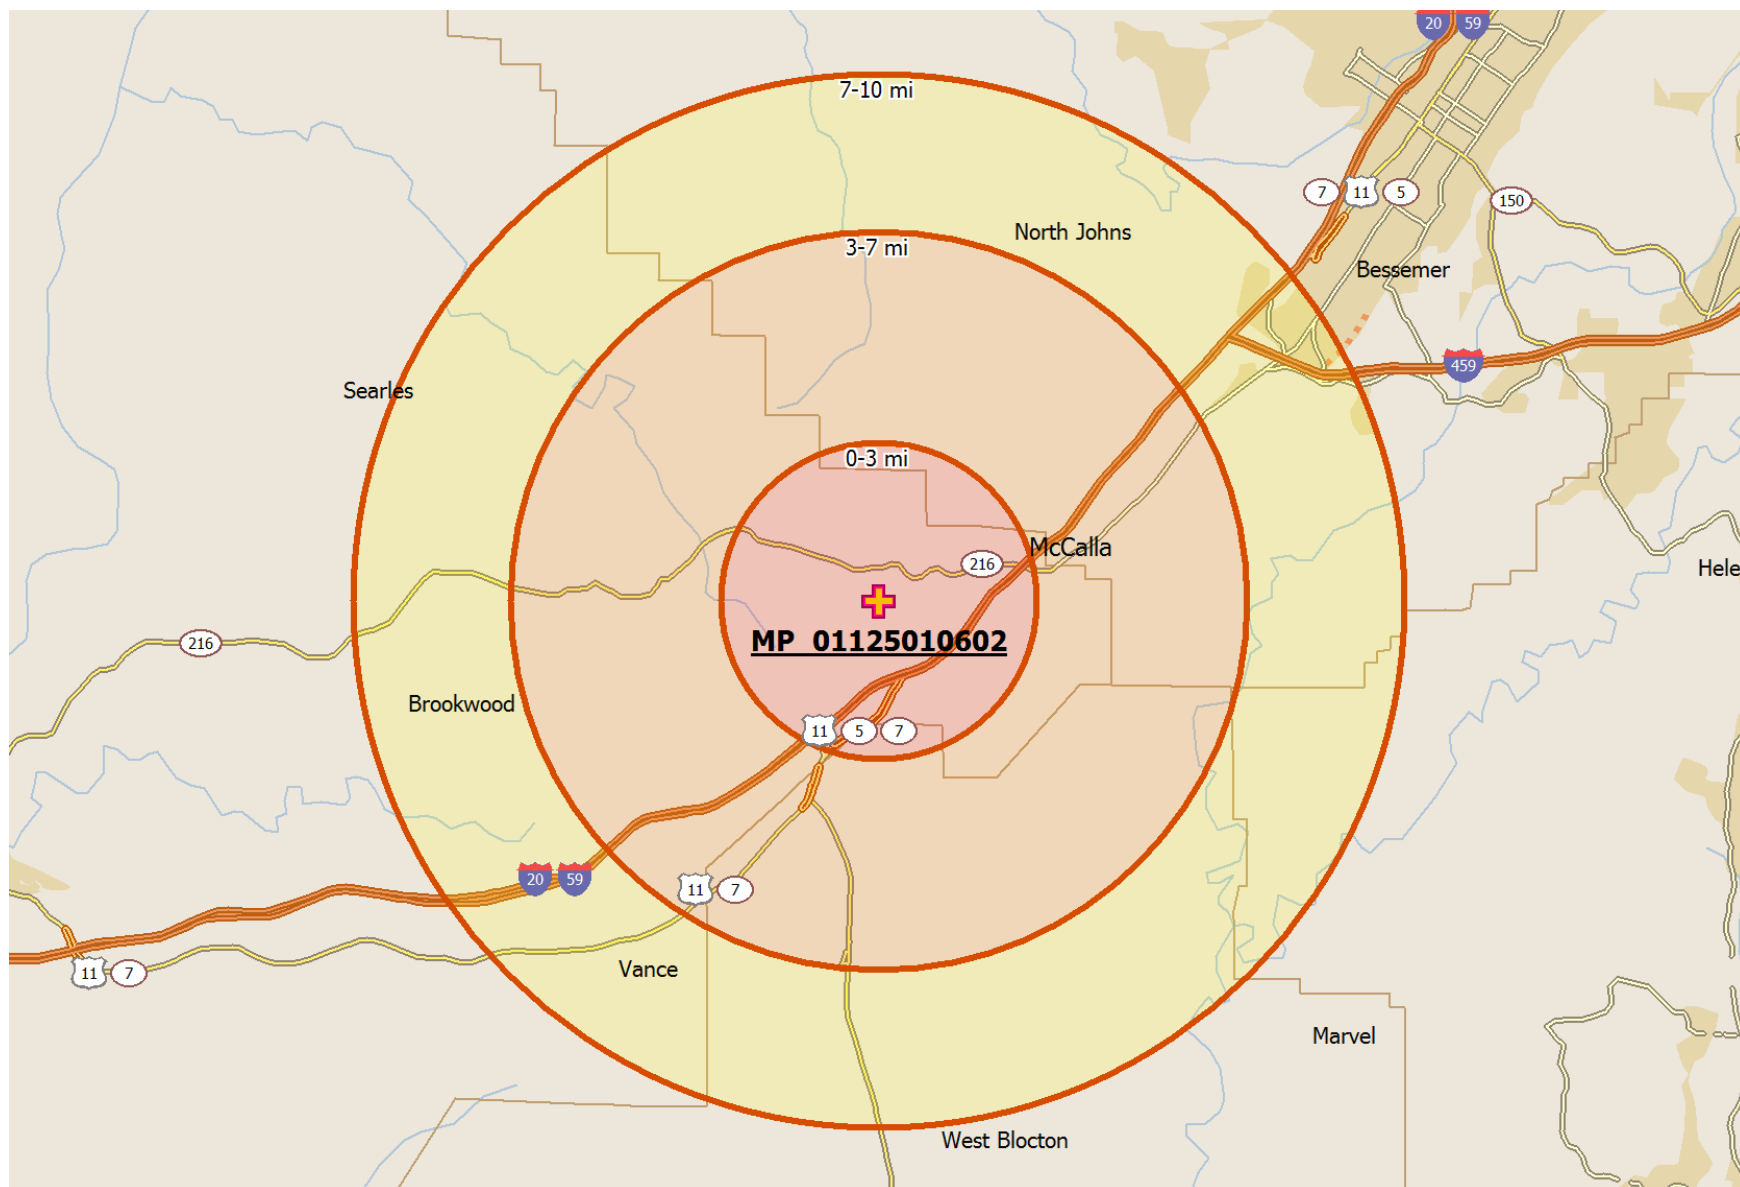 20 59
7-10 mi
7 11 5
150
North Johns
3-7 mi
Bessemer
459
Searles
0-3 mi
McCalla
216
Hele
MP_01125010602
216
Brookwood
11 5 7
20 59
11 7
Vance
11 7
Marvel
West Blocton